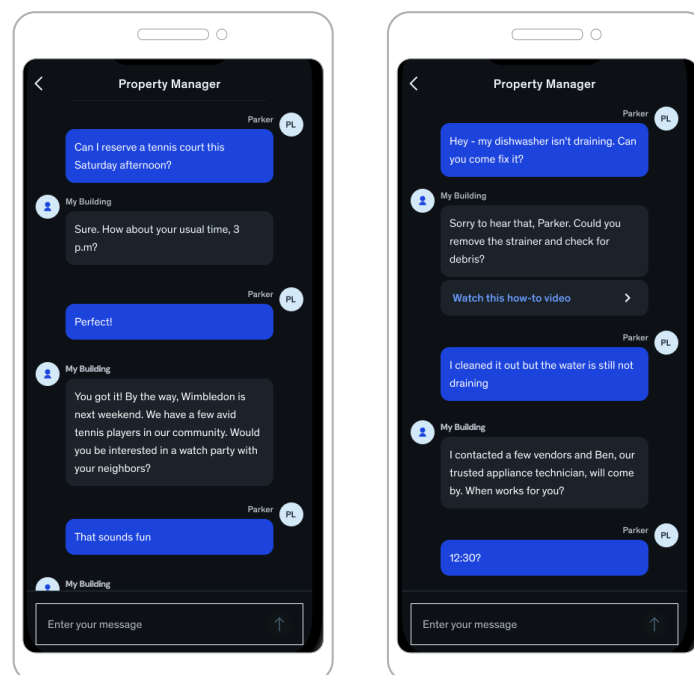 Property Manager
Parker
PL
Can I reserve a tennis court this
Saturday afternoon?
My Building
Sure. How about your usual time, 3
p.m?
Parker
PL
Perfect!
My Building
You got it! By the way, Wimbledon is
next weekend. We have a few avid
tennis players in our community. Would
you be interested in a watch party with
your neighbors?
Parker
PL
That sounds fun
My Building
Enter your message
Property Manager
Parker
PL
Hey - my dishwasher isn't draining. Can
you come fix it?
My Building
Sorry to hear that, Parker. Could you
remove the strainer and check for
debris?
Watch this how-to video
Parker
PL
I cleaned it out but the water is still not
draining
My Building
I contacted a few vendors and Ben, our
trusted appliance technician, will come
by. When works for you?
Parker
PL
12:30?
Enter your message